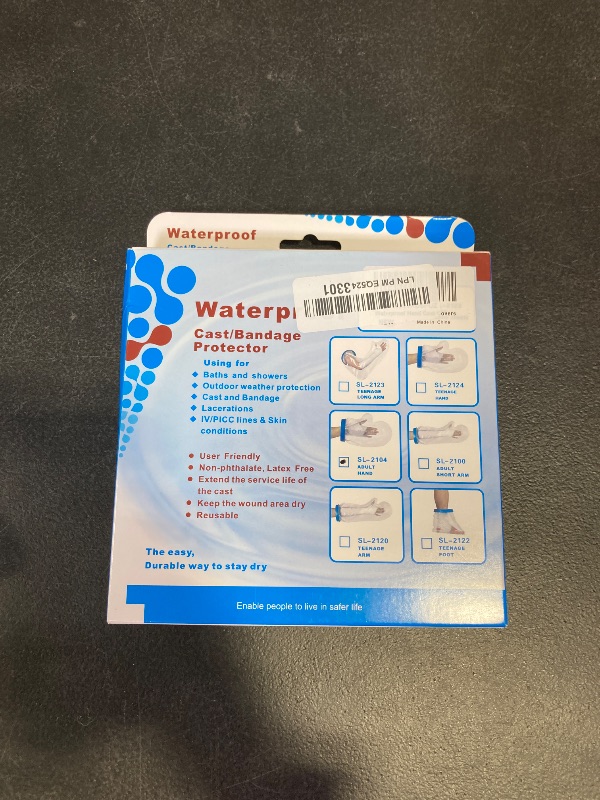 Waterproof
LPN PM EQ5243301
Made in China
Waterpr
Cast/Bandage
Protector
Using for
Baths and showers
Outdoor weather protection
Cast and Bandage
Lacerations
IV/PICC lines & Skin
conditions
User Friendly
Non-phthalate, Latex Free
Extend the service life of
the cast
Keep the wound area dry
Reusable
The easy,
Durable way to stay dry
SL-2123
TEENAGE
LONG ARM
SL-2124
TEENAGE
HAND
SL-2104
ADULT
HAND
SL-2100
ADULT
SHORT ARM
SL-2120
TEENAGE
ARM
SL-2122
TEENAGE
FOOT
Enable people to live in safer life